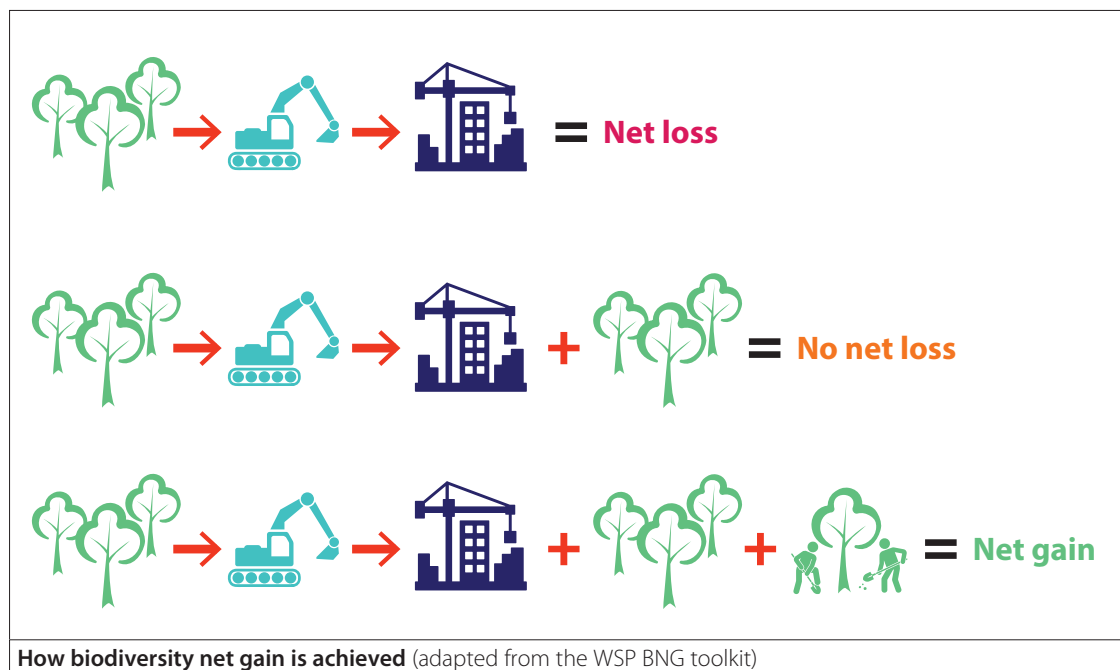 = Net loss
+ = No net loss
+ + = Net gain
How biodiversity net gain is achieved (adapted from the WSP BNG toolkit)